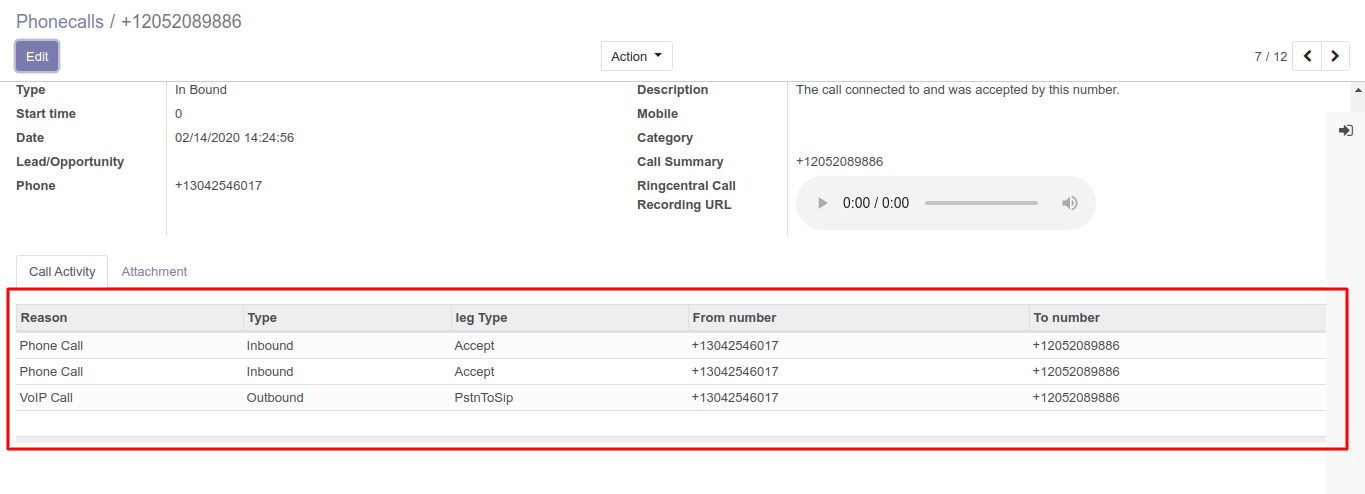 Phonecalls / +12052089886
Edit
Action
7 / 12
Type In Bound
Start time 0
Date 02/14/2020 14:24:56
Lead/Opportunity
Phone +13042546017
Description The call connected to and was accepted by this number.
Mobile
Category
Call Summary +12052089886
Ringcentral Call
Recording URL
0:00 / 0:00
Call Activity Attachment
Reason Type leg Type From number To number
Phone Call Inbound Accept +13042546017 +12052089886
Phone Call Inbound Accept +13042546017 +12052089886
VoIP Call Outbound PstnToSip +13042546017 +12052089886